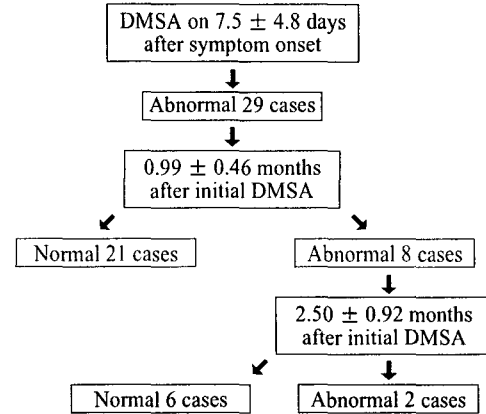 DMSA on 7.5 ± 4.8 days
after symptom onset
Abnormal 29 cases
0.99 ± 0.46 months
after initial DMSA
Normal 21 cases
Abnormal 8 cases
2.50 ± 0.92 months
after initial DMSA
Normal 6 cases
Abnormal 2 cases